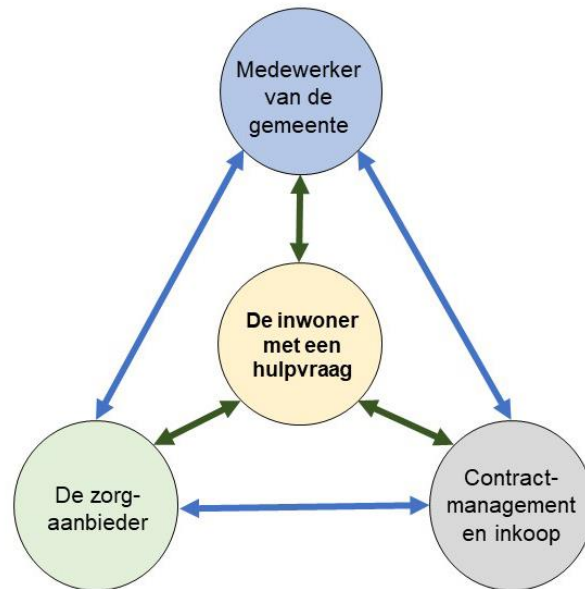 Medewerker
van de
gemeente
De inwoner
met een
hulpvraag
De zorg-
aanbieder
Contract-
management
en inkoop